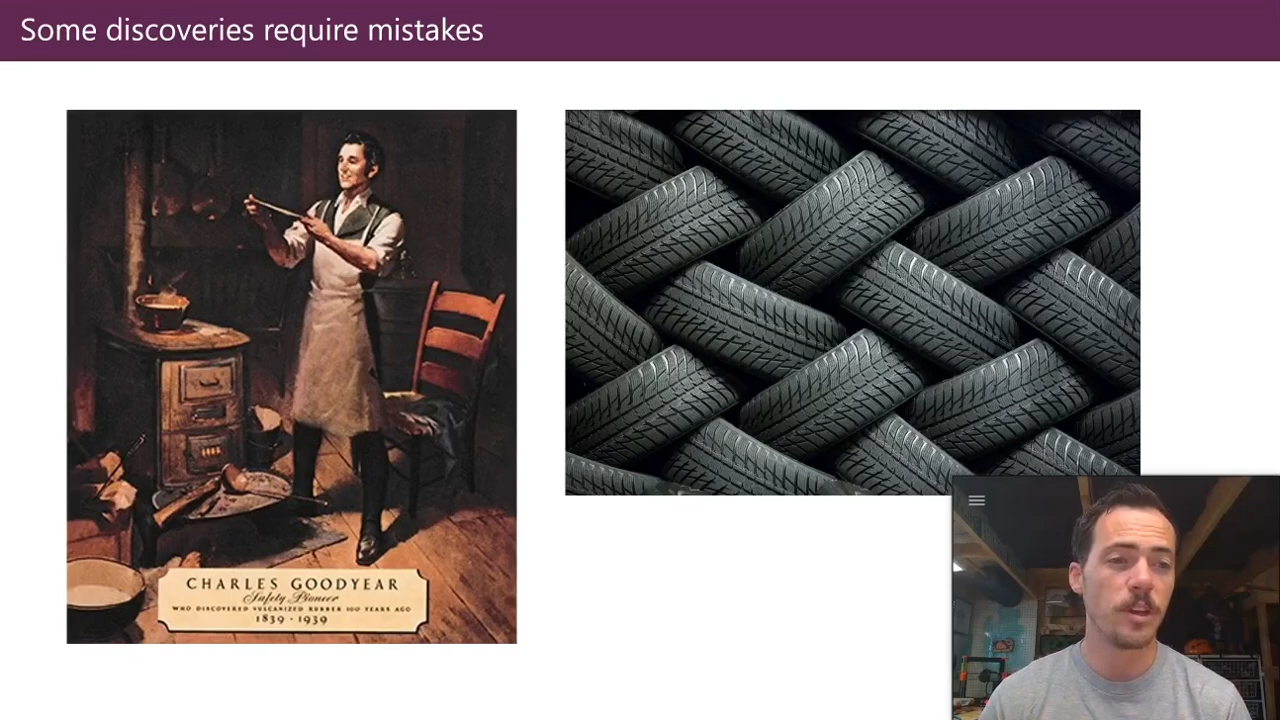 Some discoveries require mistakes
CHARLES GOODYEAR
Safety Pioneer
WHO DISCOVERED VULCANIZED RUBBER 100 YEARS AGO
1839 · 1939